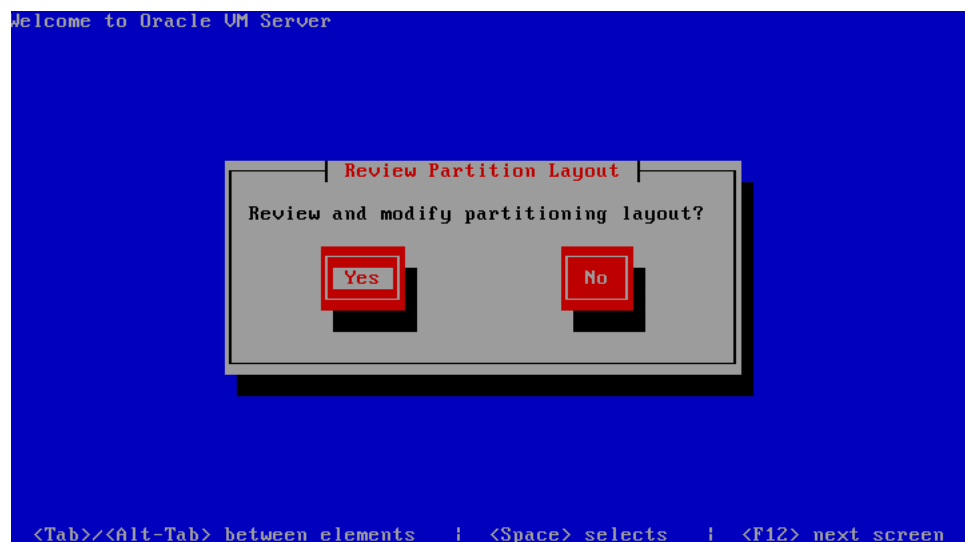 Welcome to Oracle VM Server
Review Partition Layout
Review and modify partitioning layout?
Yes No
<Tab>/<Alt-Tab> between elements | <Space> selects | <F12> next screen